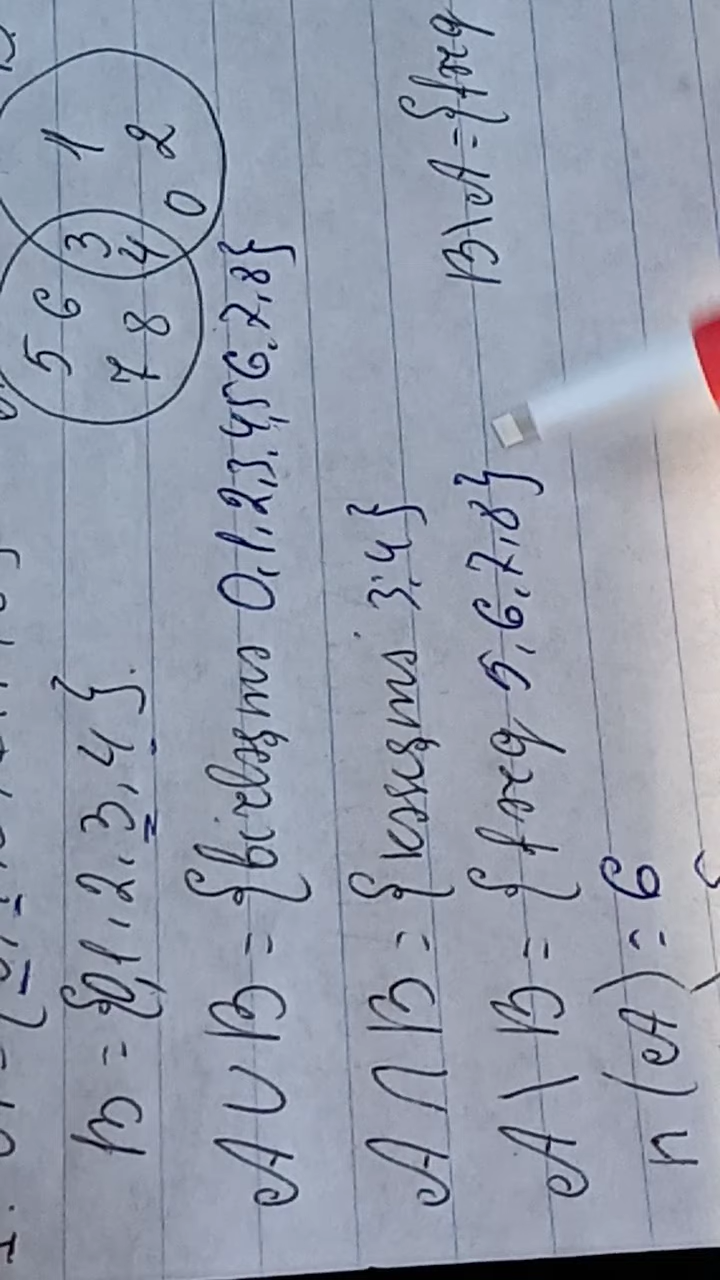 B = {0,1,2,3,4}.
5 6 7 8 3 4 1 0 2
A ∪ B = {birləşmə 0,1,2,3,4,5,6,7,8}
A ∩ B = {kəsişmə 3,4}
A \ B = {fərq 5,6,7,8} B\A = {fərq
n(A) = 6